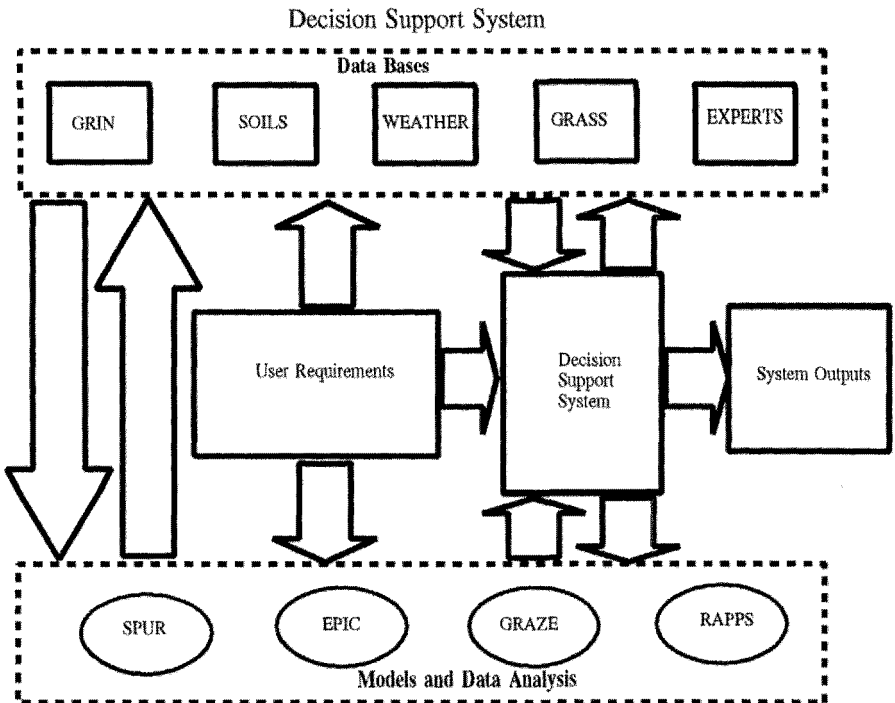 Decision Support System
Data Bases
GRIN
SOILS
WEATHER
GRASS
EXPERTS
User Requirements
Decision
Support
System
System Outputs
SPUR
EPIC
GRAZE
RAPPS
Models and Data Analysis